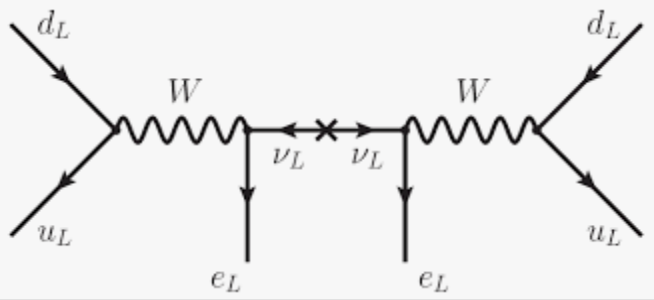 d_L d_L
W W
ν_L ν_L
u_L u_L
e_L e_L